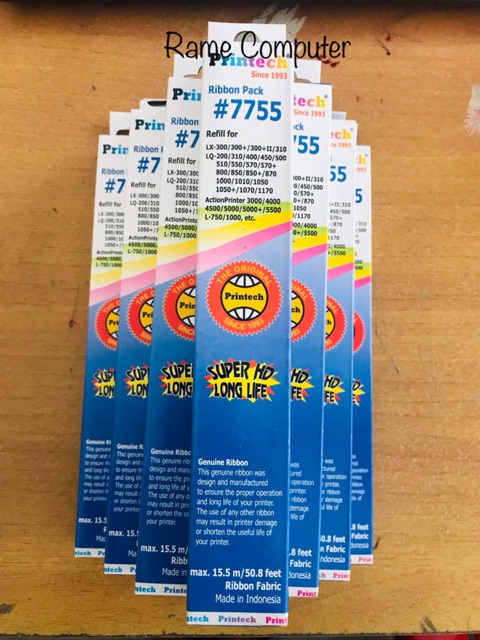 Rame Computer
Printech
Since 1993
Ribbon Pack
#7755
Refill for
LX-300/300+/300+II/310
LQ-200/310/400/450/500
510/550/570/570+
800/850/850+/870
1000/1010/1050
1050+/1070/1170
ActionPrinter 3000/4000
4500/5000/5000+/5500
L-750/1000, etc.
THE ORIGINAL
Printech
SINCE 1993
SUPER HD
LONG LIFE
Genuine Ribbon
This genuine ribbon was
design and manufactured
to ensure the proper operation
and long life of your printer.
The use of any other ribbon
may result in printer demage
or shorten the useful life of
your printer.
max. 15.5 m/50.8 feet
Ribbon Fabric
Made in Indonesia
Printech